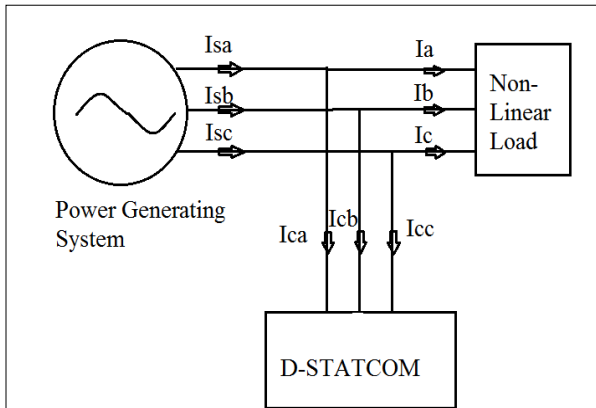 Isa
Ia
Isb
Ib
Isc
Ic
Non-
Linear
Load
Power Generating
System
Ica
Icb
Icc
D-STATCOM